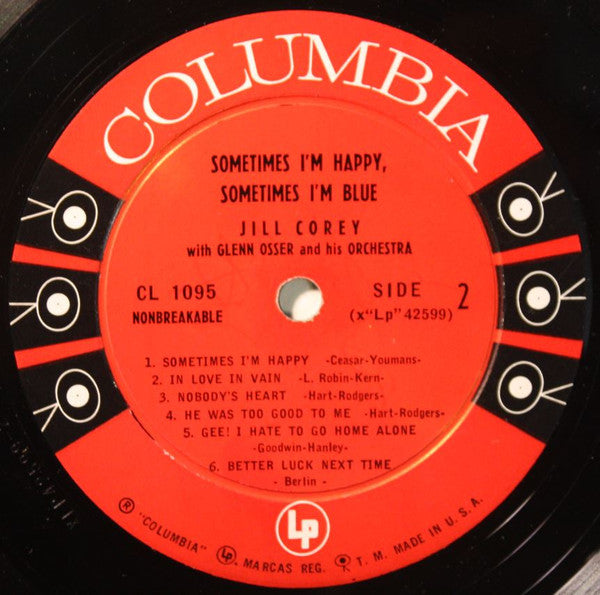 COLUMBIA
SOMETIMES I'M HAPPY,
SOMETIMES I'M BLUE
JILL COREY
with GLENN OSSER and his ORCHESTRA
CL 1095
NONBREAKABLE
SIDE 2
(x"Lp" 42599)
1. SOMETIMES I'M HAPPY -Ceasar-Youmans-
2. IN LOVE IN VAIN -L. Robin-Kern-
3. NOBODY'S HEART -Hart-Rodgers-
4. HE WAS TOO GOOD TO ME -Hart-Rodgers-
5. GEE! I HATE TO GO HOME ALONE
-Goodwin-Hanley-
6. BETTER LUCK NEXT TIME
- Berlin -
Lp
® "COLUMBIA" Lp. MARCAS REG. T. M. MADE IN U. S. A.